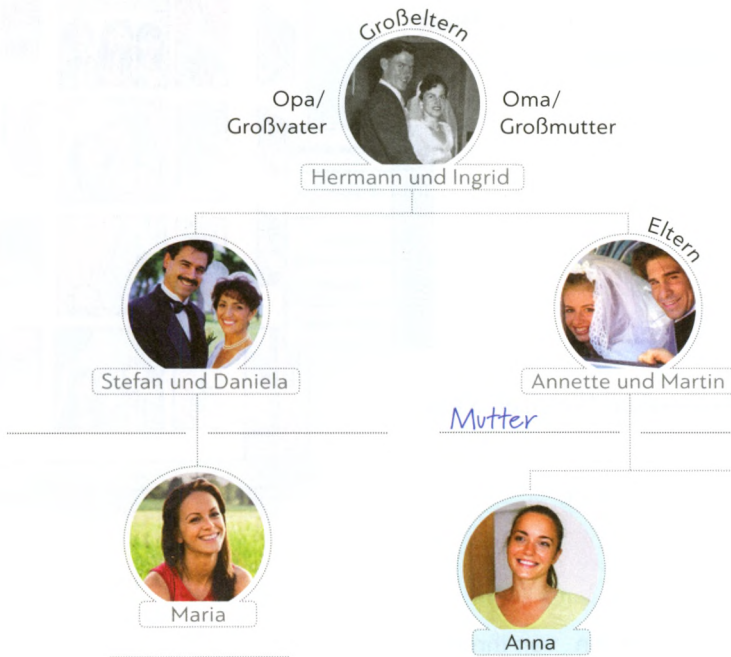 Großeltern
Opa/
Großvater
Oma/
Großmutter
Hermann und Ingrid
Eltern
Stefan und Daniela
Annette und Martin
Mutter
Maria
Anna